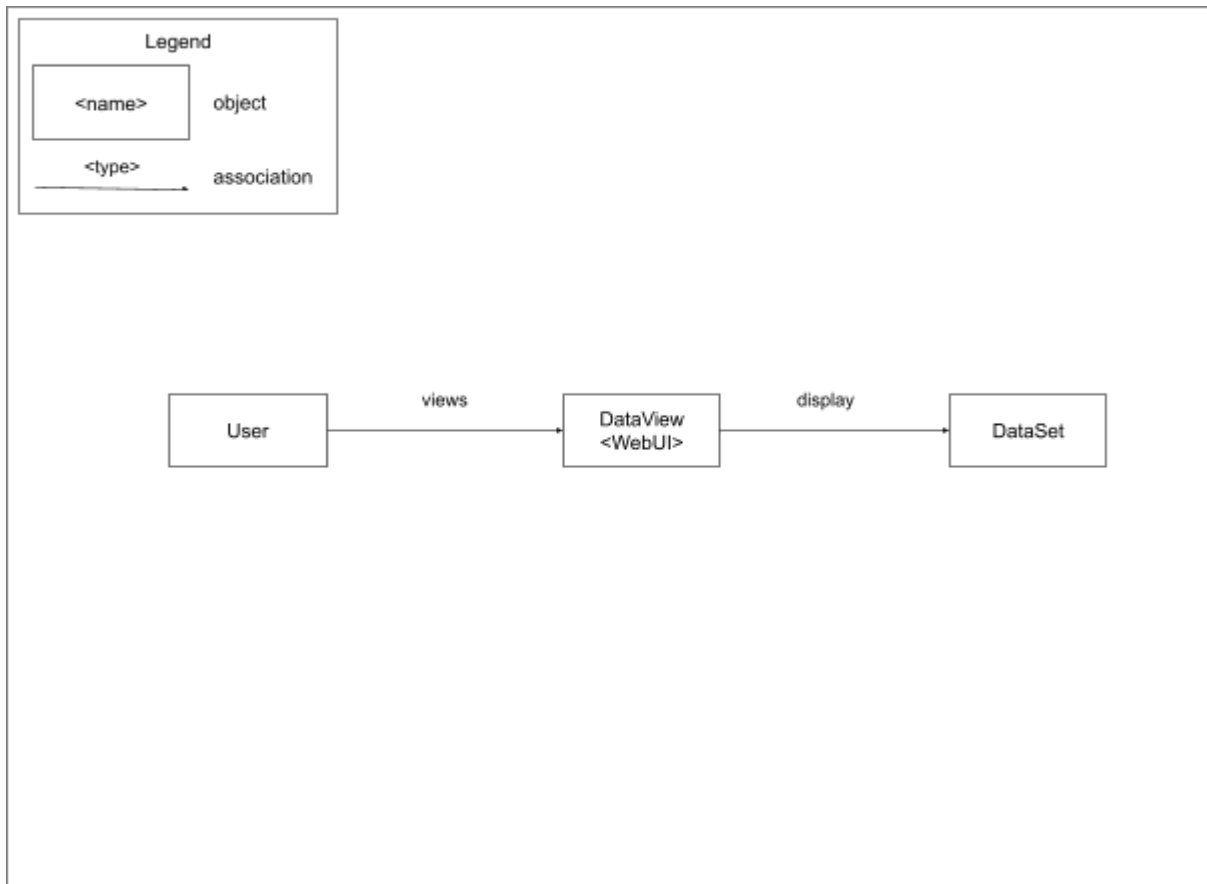 Legend
<name>
object
<type>
association
views
display
User
DataView
<WebUI>
DataSet